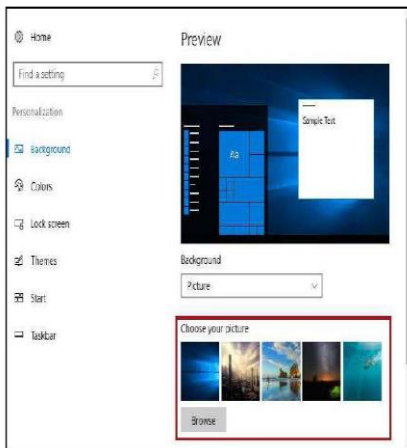 Home
Find a setting
Personalization
Background
Colors
Lock screen
Themes
Start
Taskbar
Preview
Sample Text
Aa
Background
Picture
Choose your picture
Browse